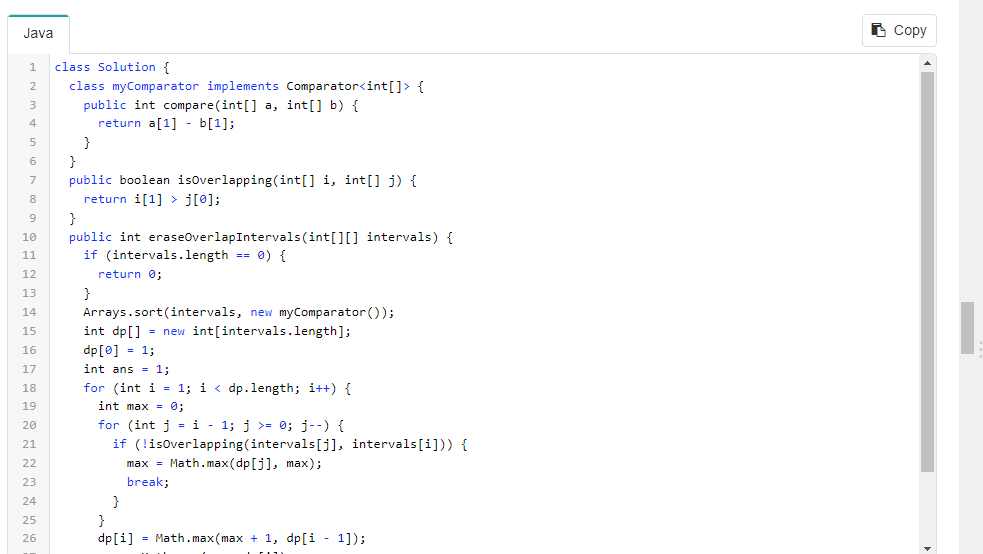 Java
Copy
1 class Solution {
2   class myComparator implements Comparator<int[]> {
3     public int compare(int[] a, int[] b) {
4       return a[1] - b[1];
5     }
6   }
7   public boolean isOverlapping(int[] i, int[] j) {
8     return i[1] > j[0];
9   }
10   public int eraseOverlapIntervals(int[][] intervals) {
11     if (intervals.length == 0) {
12       return 0;
13     }
14     Arrays.sort(intervals, new myComparator());
15     int dp[] = new int[intervals.length];
16     dp[0] = 1;
17     int ans = 1;
18     for (int i = 1; i < dp.length; i++) {
19       int max = 0;
20       for (int j = i - 1; j >= 0; j--) {
21         if (!isOverlapping(intervals[j], intervals[i])) {
22           max = Math.max(dp[j], max);
23           break;
24         }
25       }
26       dp[i] = Math.max(max + 1, dp[i - 1]);